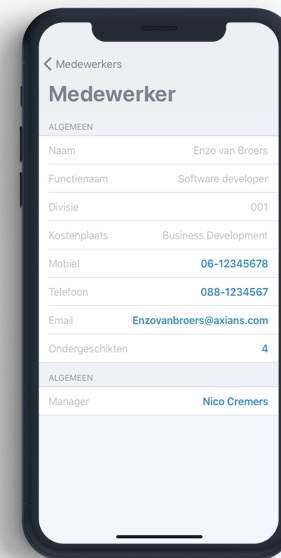 Medewerkers
Medewerker
ALGEMEEN
Naam Enzo van Broers
Functienaam Software developer
Divisie 001
Kostenplaats Business Development
Mobiel 06-12345678
Telefoon 088-1234567
Email Enzovanbroers@axians.com
Ondergeschikten 4
ALGEMEEN
Manager Nico Cremers